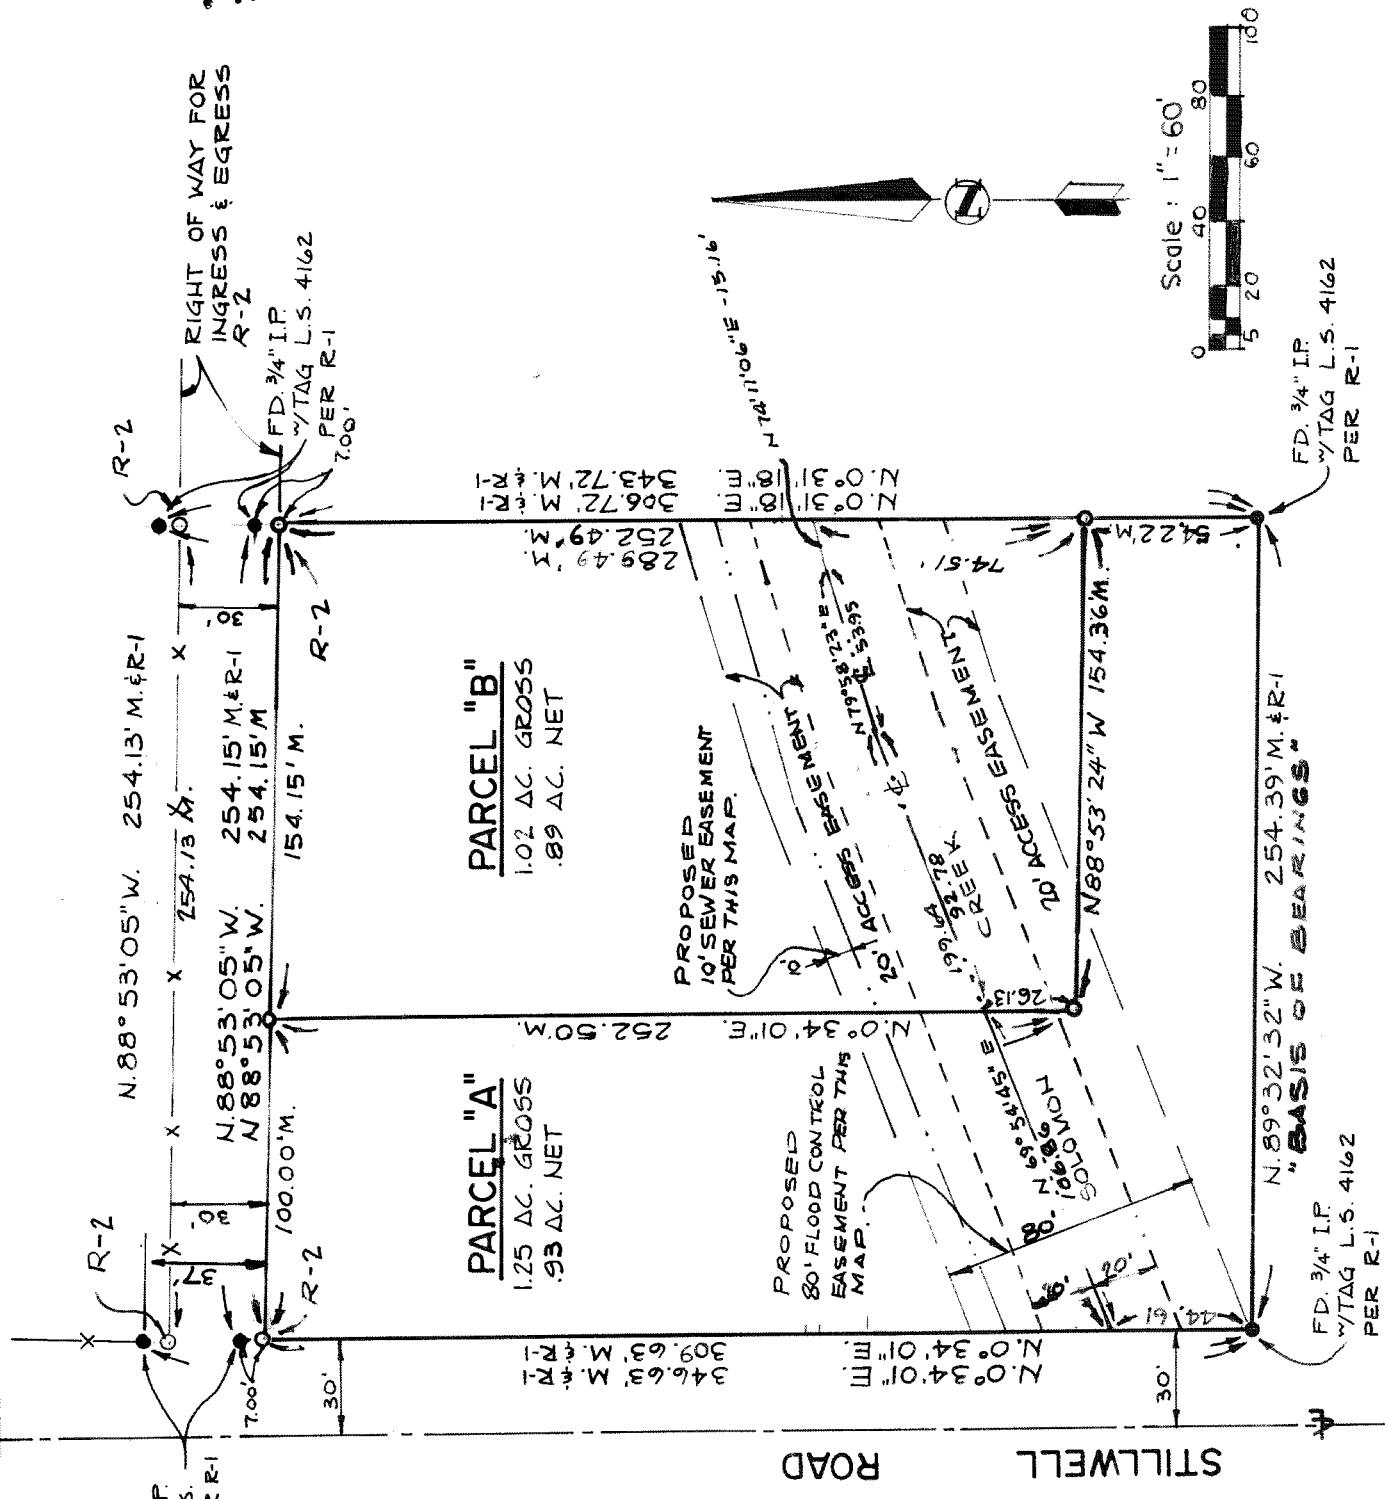 RIGHT OF WAY FOR
INGRESS & EGRESS
R-2
FD. 3/4" I.P.
W/TAG L.S. 4162
PER R-1
7.00'
R-2
N.88°53'05"W. 254.13' M.&R-1
254.13 M.
30'
N.88°53'05"W. 254.15' M.&R-1
N 88°53'05"W. 254.15' M
154.15' M.
100.00' M.
R-2
R-2
30'
37'
R-2
7.00'
30'
PARCEL "B"
1.02 AC. GROSS
.89 AC. NET
PARCEL "A"
1.25 AC. GROSS
.93 AC. NET
N.0°31'18"E. 343.72' M.&R-1
N.0°31'18"E. 306.72' M.&R-1
252.49' M.
289.49' M.
74.51'
54.22' M.
N 74°11'06"E - 15.16'
N79°58'23"E
₵ 53.95
PROPOSED
10' SEWER EASEMENT
PER THIS MAP.
10'
20' ACCESS EASEMENT
199.64
92.78
CREEK
20' ACCESS EASEMENT
N88°53'24"W 154.36' M.
26.13
N.0°34'01"E. 252.50' M.
PROPOSED
80' FLOOD CONTROL
EASEMENT PER THIS
MAP.
N 69°54'45" E
106.86
SOLOMON
80'
20'
44.61
N.0°34'01"E. 309.63' M.&R-1
N.0°34'01"E. 346.63' M.&R-1
30'
N.89°32'32"W. 254.39' M.&R-1
"BASIS OF BEARINGS"
FD. 3/4" I.P.
W/TAG L.S. 4162
PER R-1
FD. 3/4" I.P.
W/TAG L.S. 4162
PER R-1
STILLWELL ROAD
N
Scale : 1" = 60'
0 5 20 40 60 80 100
P.
S.
R-1